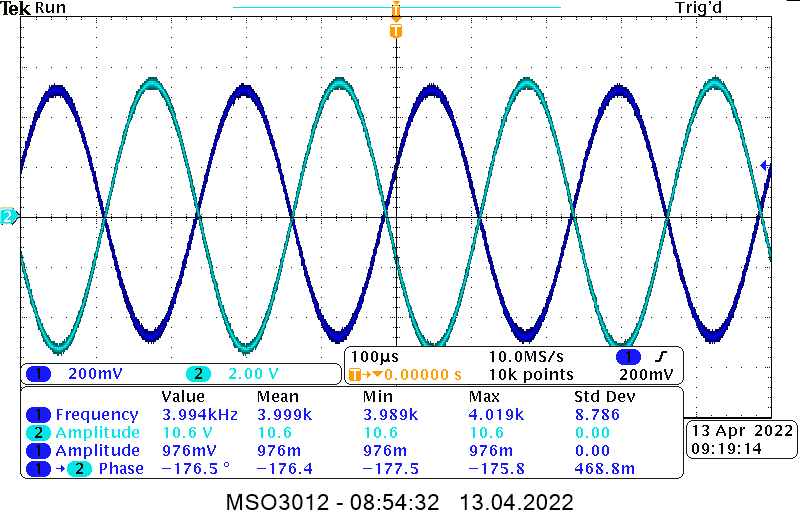 Tek Run Trig'd
T
T
2
1 200mV 2 2.00 V
100µs 10.0MS/s 1
T→▼0.00000 s 10k points 200mV
Value Mean Min Max Std Dev
1 Frequency 3.994kHz 3.999k 3.989k 4.019k 8.786
2 Amplitude 10.6 V 10.6 10.6 10.6 0.00
1 Amplitude 976mV 976m 976m 976m 0.00
1 →2 Phase −176.5 ° −176.4 −177.5 −175.8 468.8m
13 Apr 2022
09:19:14
MSO3012 - 08:54:32 13.04.2022